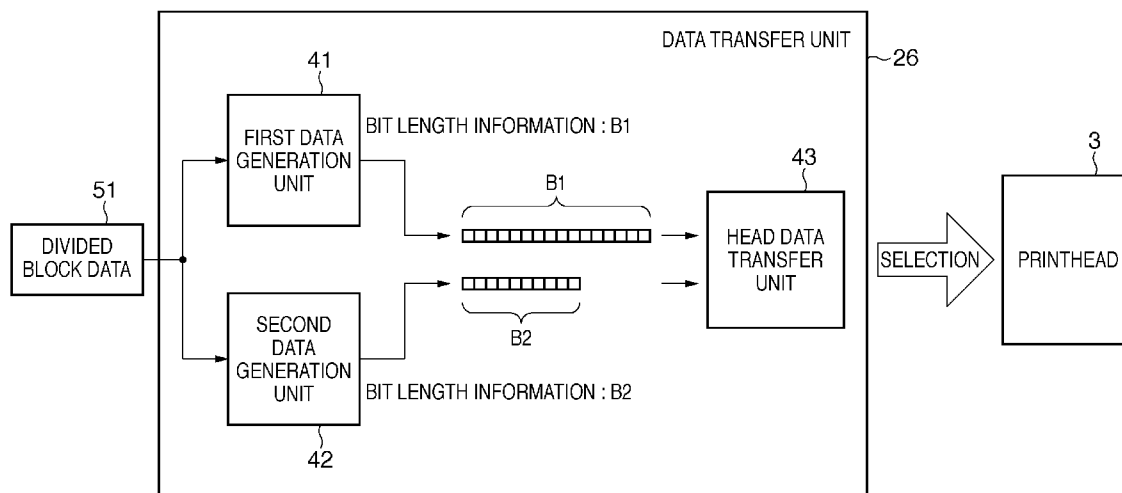 DATA TRANSFER UNIT
26
41
FIRST DATA
GENERATION
UNIT
BIT LENGTH INFORMATION : B1
51
DIVIDED
BLOCK DATA
B1
43
HEAD DATA
TRANSFER
UNIT
SELECTION
3
PRINTHEAD
B2
SECOND
DATA
GENERATION
UNIT
BIT LENGTH INFORMATION : B2
42